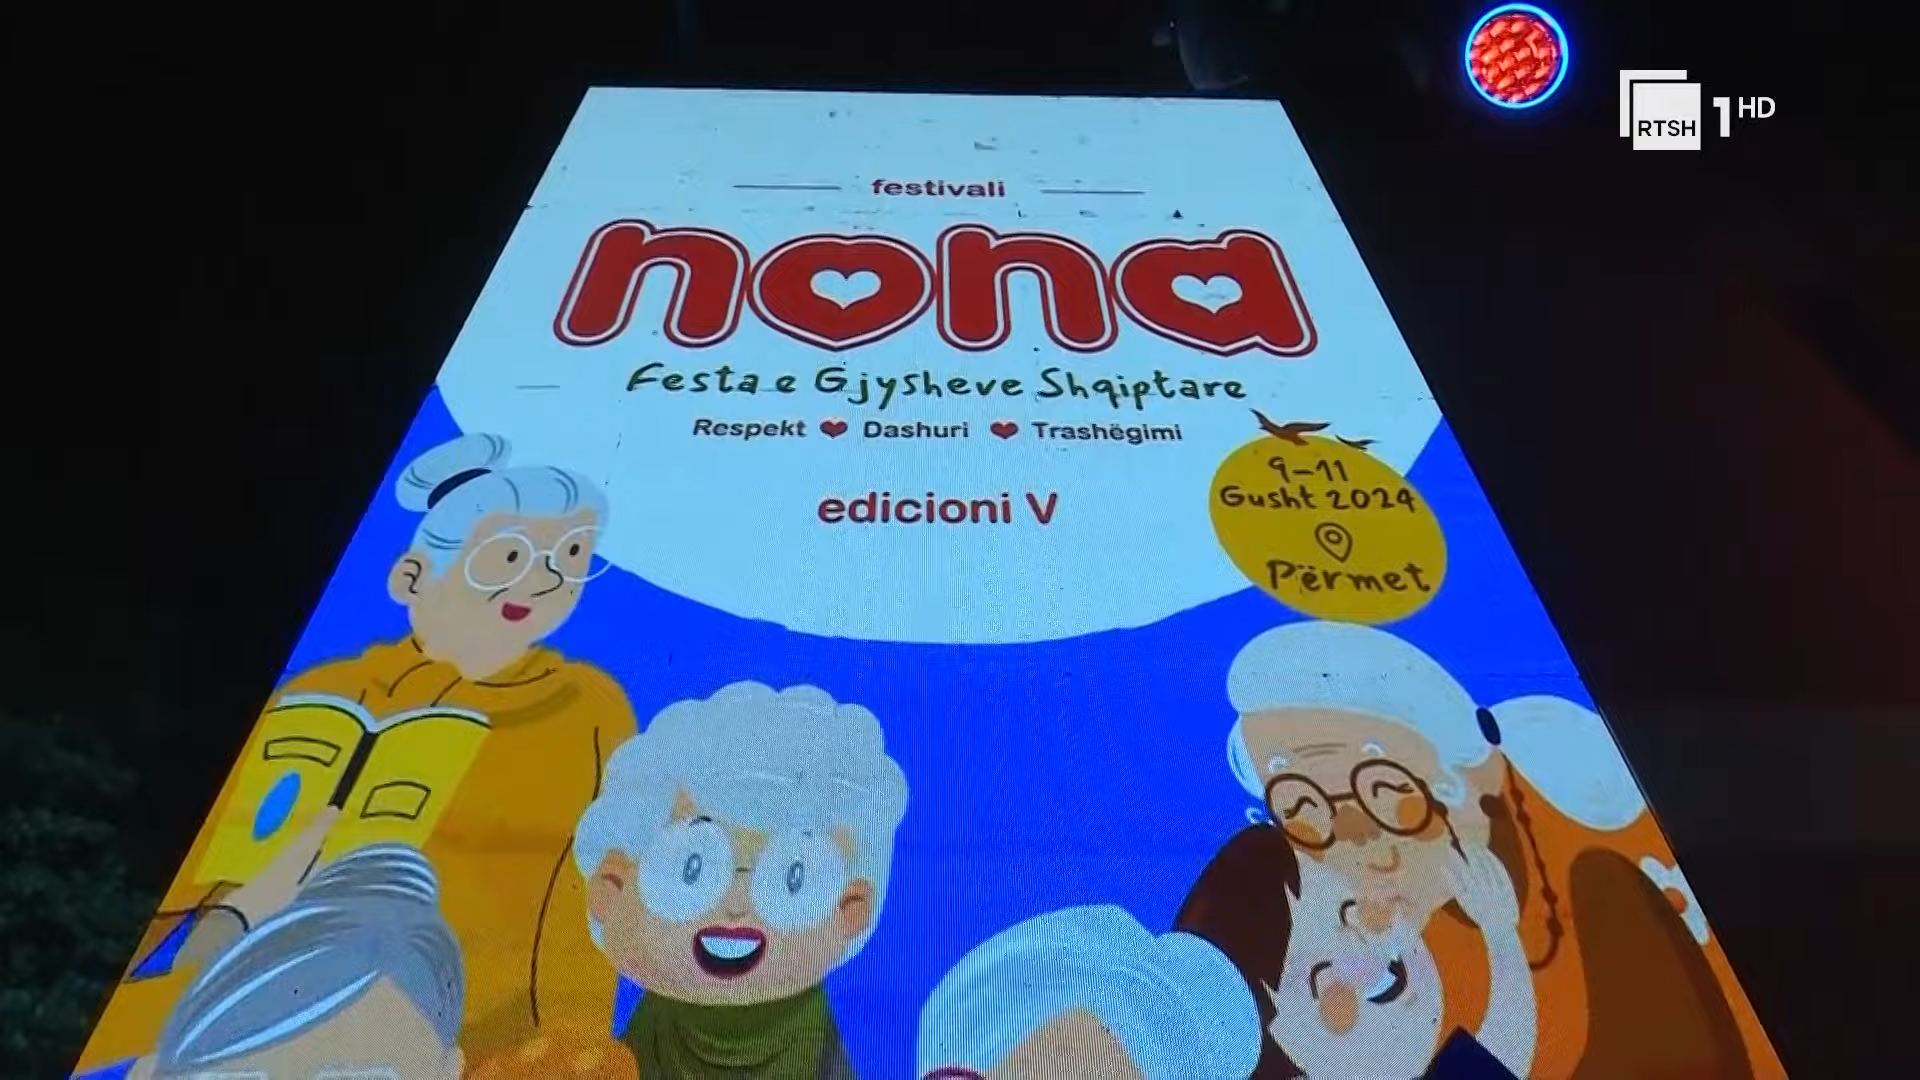 RTSH 1 HD
festivali
nona
Festa e Gjysheve Shqiptare
Respekt Dashuri Trashëgimi
edicioni V
9-11
Gusht 2024
Përmet